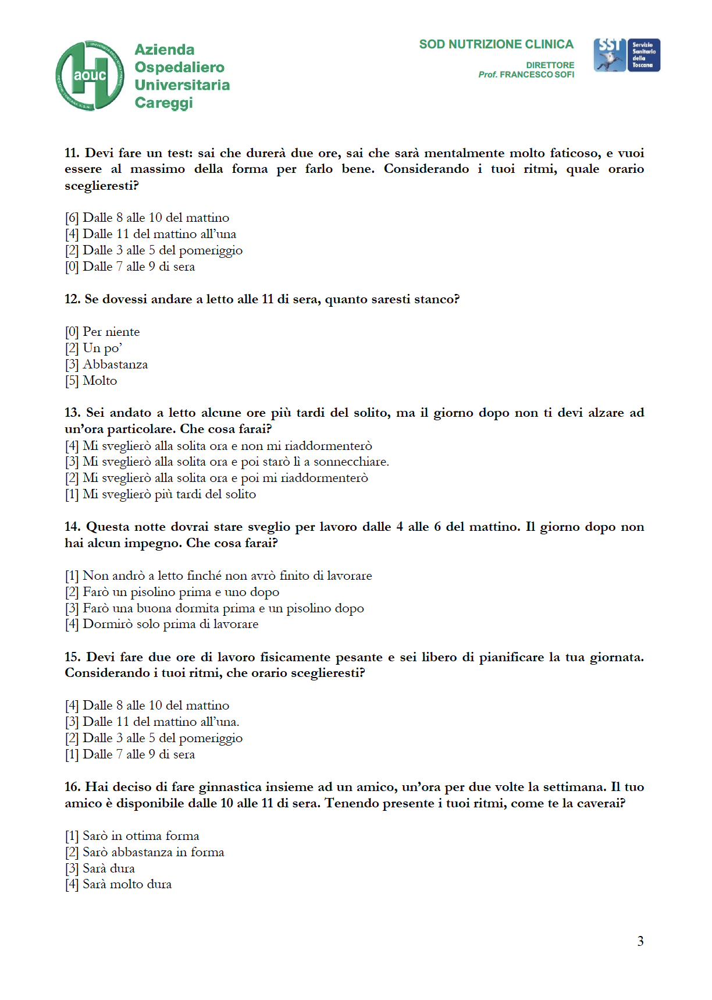 Azienda
Ospedaliero
Universitaria
Careggi
aouc
SOD NUTRIZIONE CLINICA
DIRETTORE
Prof. FRANCESCO SOFI
SST
Servizio
Sanitario
della
Toscana
11. Devi fare un test: sai che durerà due ore, sai che sarà mentalmente molto faticoso, e vuoi
essere al massimo della forma per farlo bene. Considerando i tuoi ritmi, quale orario
sceglieresti?
[6] Dalle 8 alle 10 del mattino
[4] Dalle 11 del mattino all’una
[2] Dalle 3 alle 5 del pomeriggio
[0] Dalle 7 alle 9 di sera
12. Se dovessi andare a letto alle 11 di sera, quanto saresti stanco?
[0] Per niente
[2] Un po’
[3] Abbastanza
[5] Molto
13. Sei andato a letto alcune ore più tardi del solito, ma il giorno dopo non ti devi alzare ad
un’ora particolare. Che cosa farai?
[4] Mi sveglierò alla solita ora e non mi riaddormenterò
[3] Mi sveglierò alla solita ora e poi starò lì a sonnecchiare.
[2] Mi sveglierò alla solita ora e poi mi riaddormenterò
[1] Mi sveglierò più tardi del solito
14. Questa notte dovrai stare sveglio per lavoro dalle 4 alle 6 del mattino. Il giorno dopo non
hai alcun impegno. Che cosa farai?
[1] Non andrò a letto finché non avrò finito di lavorare
[2] Farò un pisolino prima e uno dopo
[3] Farò una buona dormita prima e un pisolino dopo
[4] Dormirò solo prima di lavorare
15. Devi fare due ore di lavoro fisicamente pesante e sei libero di pianificare la tua giornata.
Considerando i tuoi ritmi, che orario sceglieresti?
[4] Dalle 8 alle 10 del mattino
[3] Dalle 11 del mattino all’una.
[2] Dalle 3 alle 5 del pomeriggio
[1] Dalle 7 alle 9 di sera
16. Hai deciso di fare ginnastica insieme ad un amico, un’ora per due volte la settimana. Il tuo
amico è disponibile dalle 10 alle 11 di sera. Tenendo presente i tuoi ritmi, come te la caverai?
[1] Sarò in ottima forma
[2] Sarò abbastanza in forma
[3] Sarà dura
[4] Sarà molto dura
3